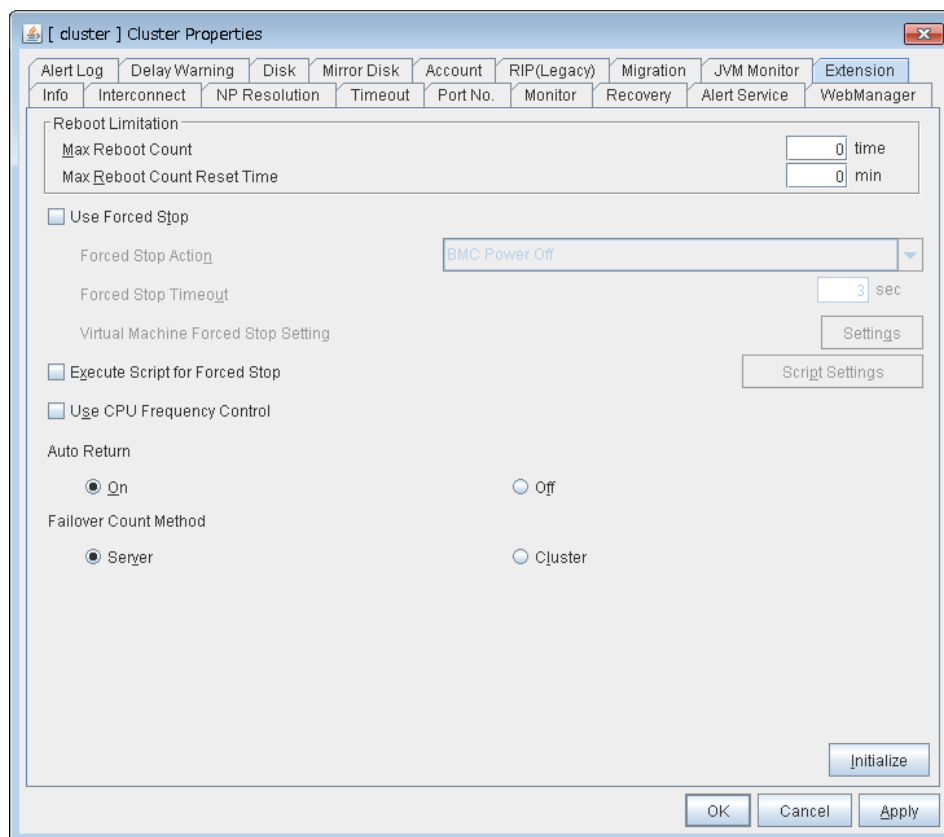 [ cluster ] Cluster Properties
Alert Log Delay Warning Disk Mirror Disk Account RIP(Legacy) Migration JVM Monitor Extension
Info Interconnect NP Resolution Timeout Port No. Monitor Recovery Alert Service WebManager
Reboot Limitation
Max Reboot Count 0 time
Max Reboot Count Reset Time 0 min
Use Forced Stop
Forced Stop Action BMC Power Off
Forced Stop Timeout 3 sec
Virtual Machine Forced Stop Setting Settings
Execute Script for Forced Stop Script Settings
Use CPU Frequency Control
Auto Return
On Off
Failover Count Method
Server Cluster
Initialize
OK Cancel Apply